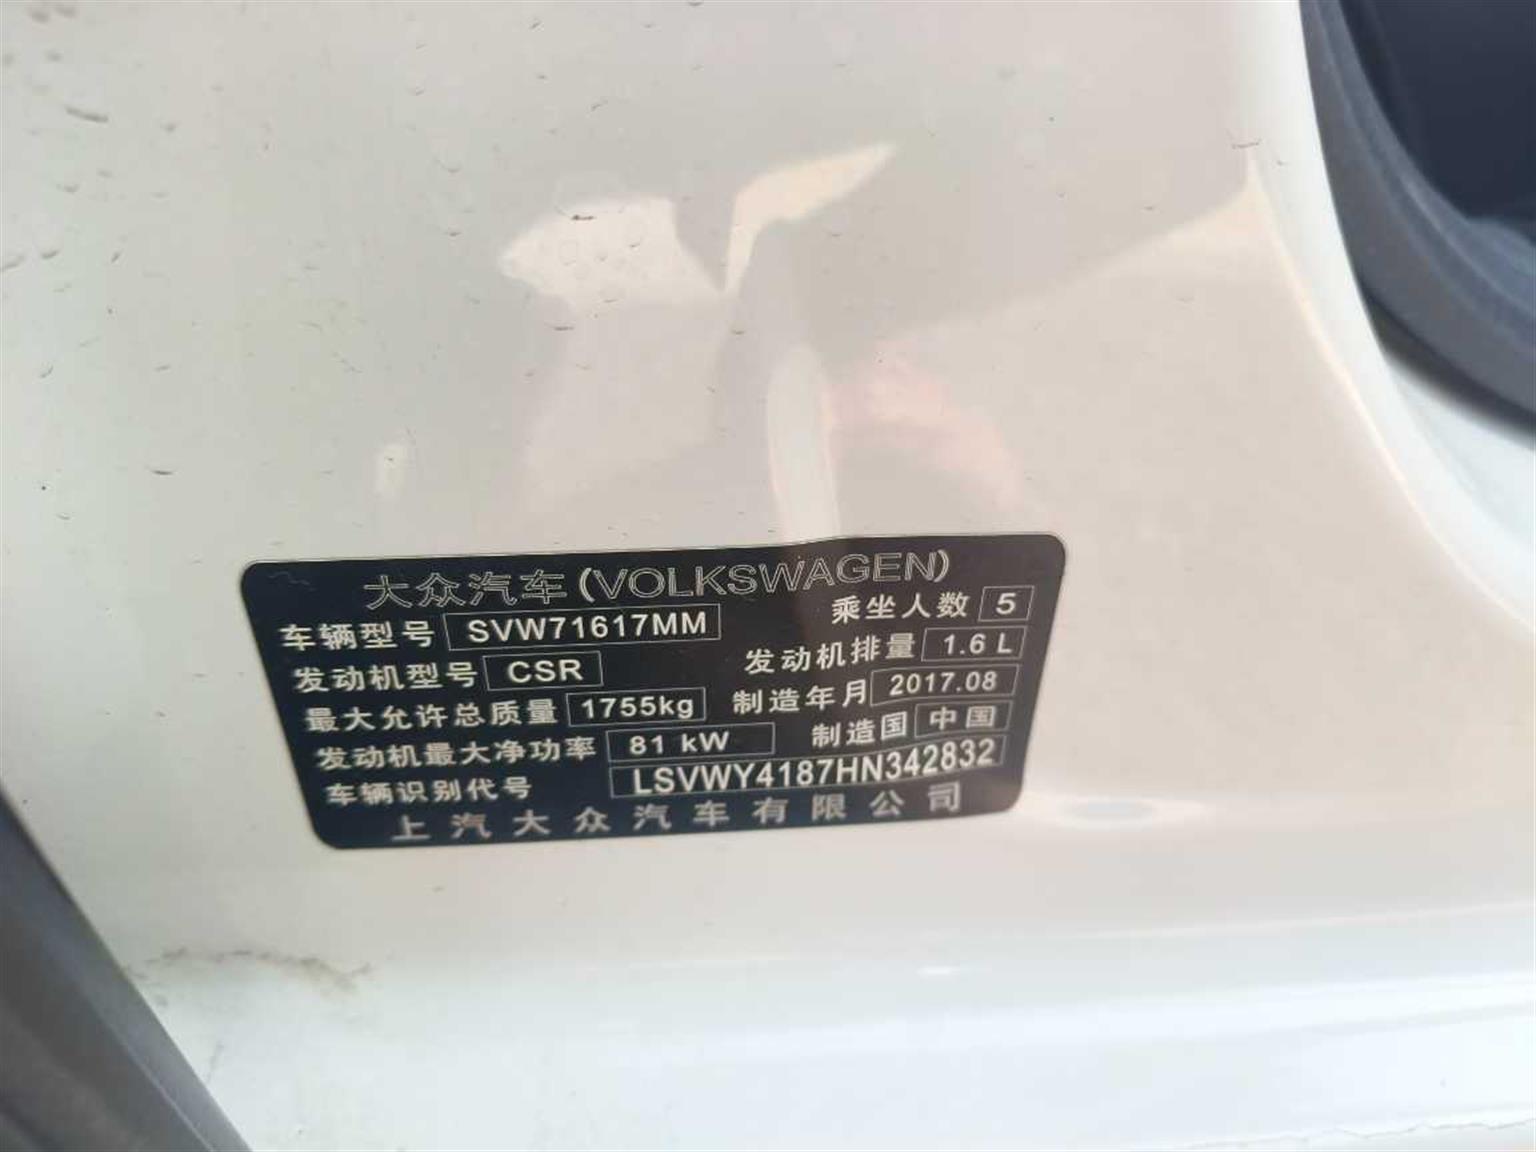 大众汽车(VOLKSWAGEN)
车辆型号 SVW71617MM 乘坐人数 5
发动机型号 CSR 发动机排量 1.6 L
最大允许总质量 1755kg 制造年月 2017.08
发动机最大净功率 81 kW 制造国 中国
车辆识别代号 LSVWY4187HN342832
上汽大众汽车有限公司